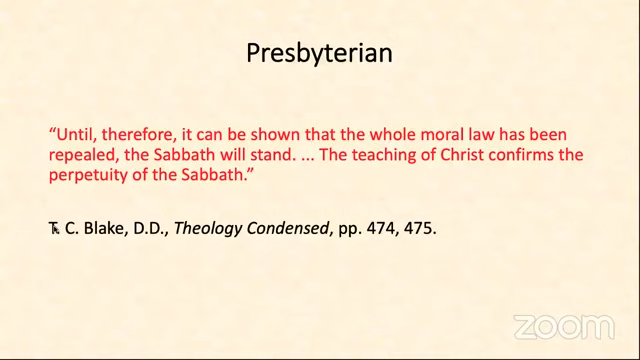 Presbyterian
“Until, therefore, it can be shown that the whole moral law has been
repealed, the Sabbath will stand. ... The teaching of Christ confirms the
perpetuity of the Sabbath.”
T. C. Blake, D.D., Theology Condensed, pp. 474, 475.
zoom